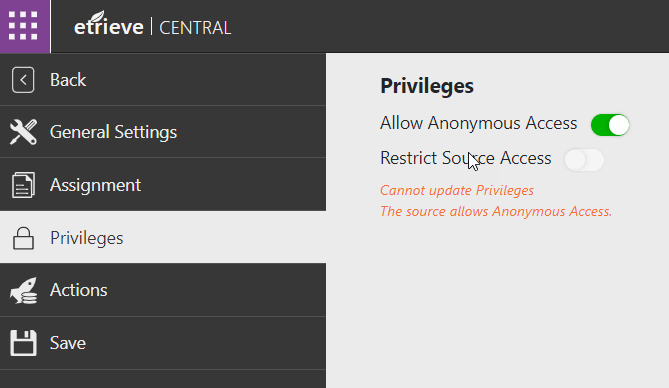 etrieve | CENTRAL
Back
General Settings
Assignment
Privileges
Actions
Save
Privileges
Allow Anonymous Access
Restrict Source Access
Cannot update Privileges
The source allows Anonymous Access.